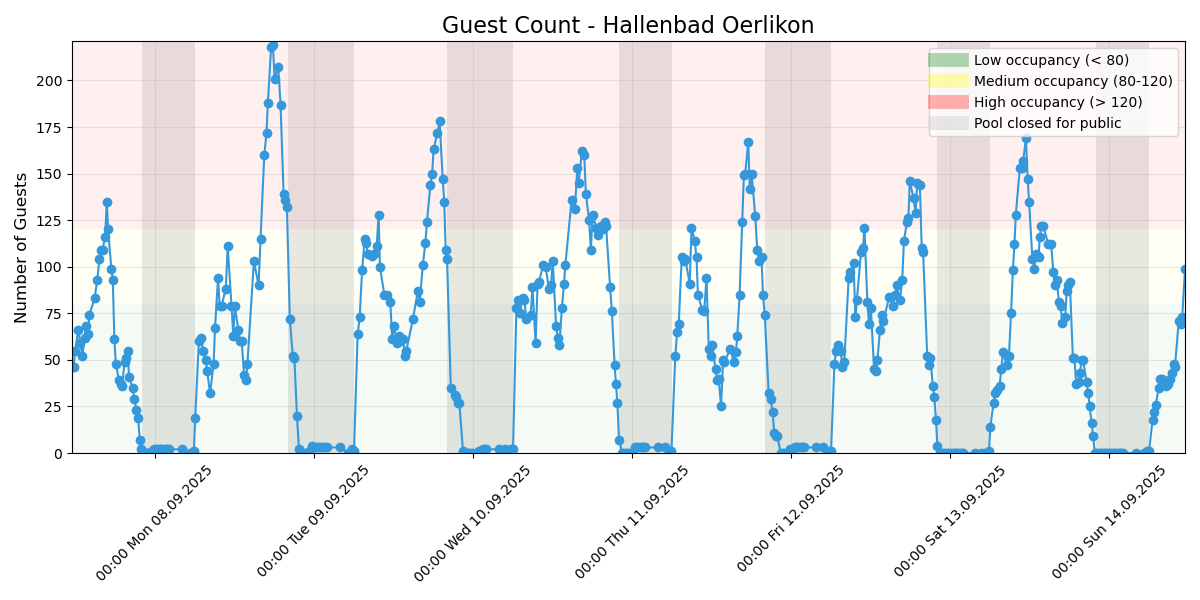 Guest Count - Hallenbad Oerlikon
Low occupancy (< 80)
Medium occupancy (80-120)
High occupancy (> 120)
Pool closed for public
Number of Guests
200
175
150
125
100
75
50
25
0
00:00 Mon 08.09.2025
00:00 Tue 09.09.2025
00:00 Wed 10.09.2025
00:00 Thu 11.09.2025
00:00 Fri 12.09.2025
00:00 Sat 13.09.2025
00:00 Sun 14.09.2025